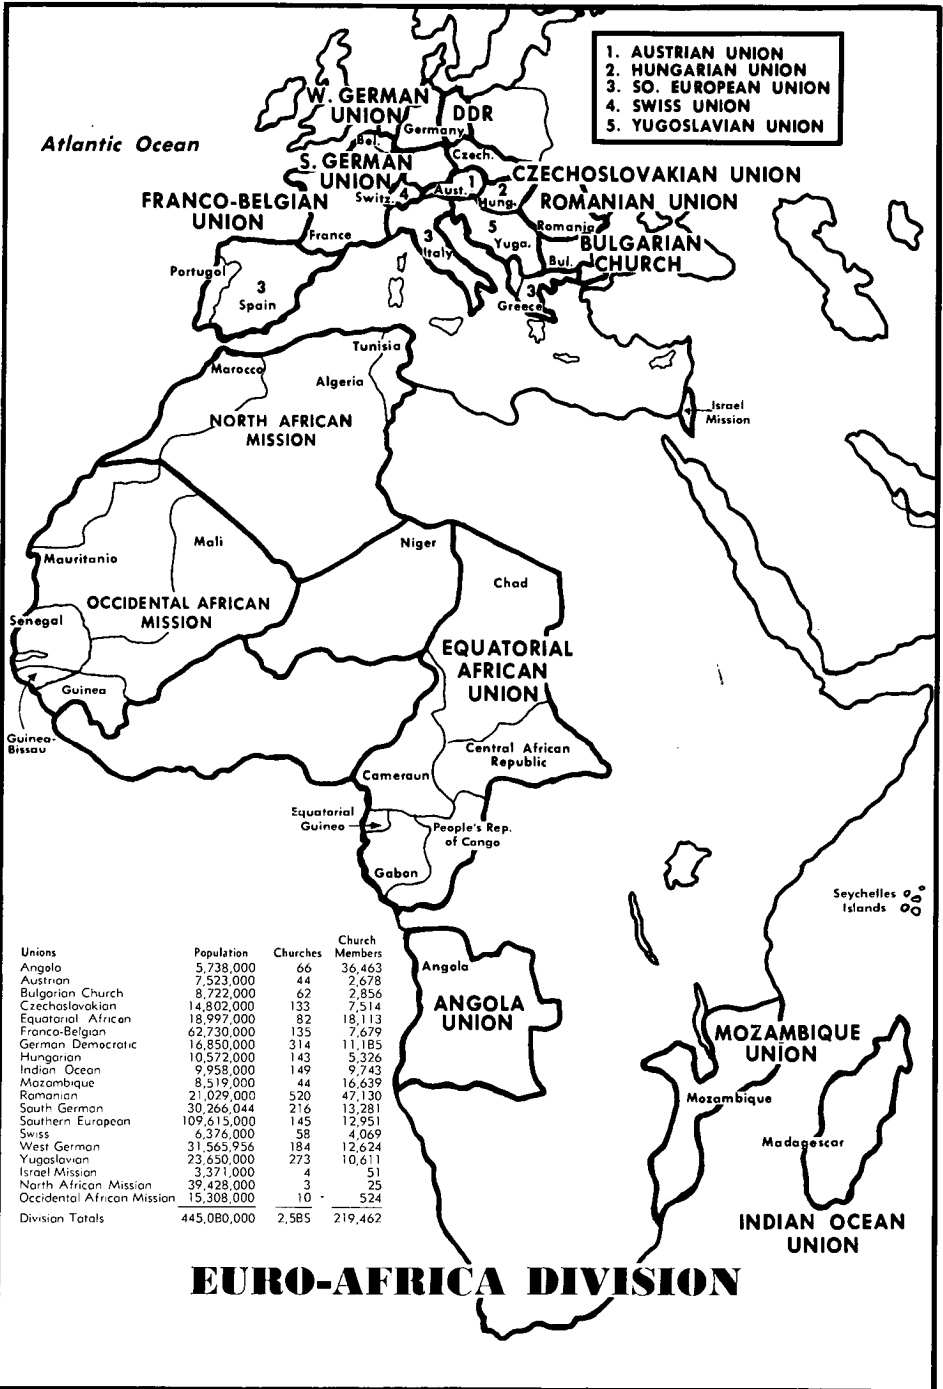 1. AUSTRIAN UNION
2. HUNGARIAN UNION
3. SO. EUROPEAN UNION
4. SWISS UNION
5. YUGOSLAVIAN UNION
Atlantic Ocean
W. GERMAN
UNION
DDR
Germany
Bel.
Czech.
S. GERMAN
UNION
CZECHOSLOVAKIAN UNION
1
Aust.
2
Hung.
4
Switz.
FRANCO-BELGIAN
UNION
ROMANIAN UNION
France
3
Italy
5
Yuga.
Romania
BULGARIAN
CHURCH
Bul.
Portugol
3
Spain
3
Greece
Tunisia
Marocco
Algeria
Israel
Mission
NORTH AFRICAN
MISSION
Mali
Niger
Mauritanio
Chad
OCCIDENTAL AFRICAN
MISSION
Senegal
EQUATORIAL
AFRICAN
UNION
Guinea
Guinea-
Bissau
Central African
Republic
Cameraun
Equatorial
Guineo
People's Rep.
of Congo
Gabon
Seychelles
Islands
Unions Population Churches Church Members
Angolo 5,738,000 66 36,463
Austrian 7,523,000 44 2,678
Bulgarian Church 8,722,000 62 2,856
Czechoslovakian 14,802,000 133 7,514
Equatorial African 18,997,000 82 18,113
Franco-Belgian 62,730,000 135 7,679
German Democratic 16,850,000 314 11,185
Hungarian 10,572,000 143 5,326
Indian Ocean 9,958,000 149 9,743
Mozambique 8,519,000 44 16,639
Romanian 21,029,000 520 47,130
South German 30,266,044 216 13,281
Southern European 109,615,000 145 12,951
Swiss 6,376,000 58 4,069
West German 31,565,956 184 12,624
Yugoslavian 23,650,000 273 10,611
Israel Mission 3,371,000 4 51
North African Mission 39,428,000 3 25
Occidental African Mission 15,308,000 10 524
Division Totals 445,080,000 2,585 219,462
Angola
ANGOLA
UNION
MOZAMBIQUE
UNION
Mozambique
Madagescar
INDIAN OCEAN
UNION
EURO-AFRICA DIVISION